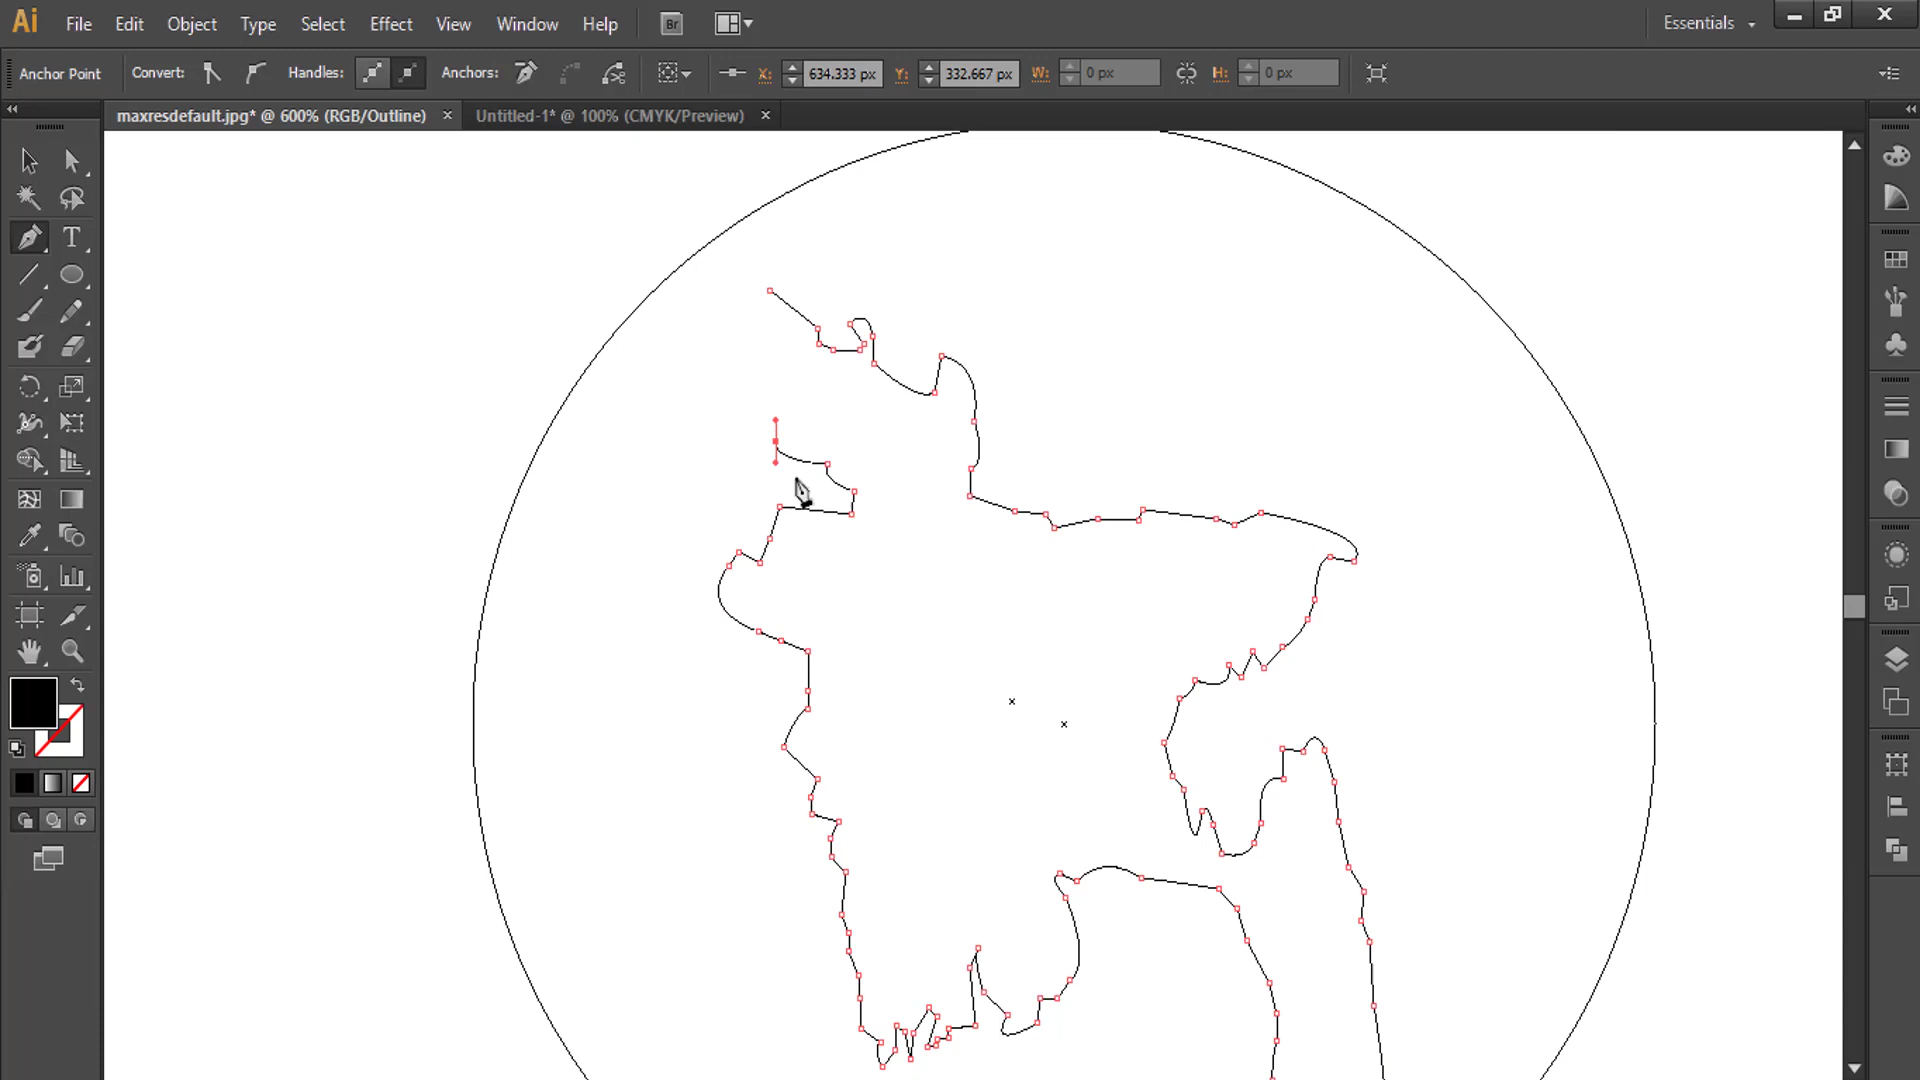 Ai File Edit Object Type Select Effect View Window Help Br Essentials
Anchor Point Convert: Handles: Anchors: X: 634.333 px Y: 332.667 px W: 0 px H: 0 px
maxresdefault.jpg* @ 600% (RGB/Outline) Untitled-1* @ 100% (CMYK/Preview)
T